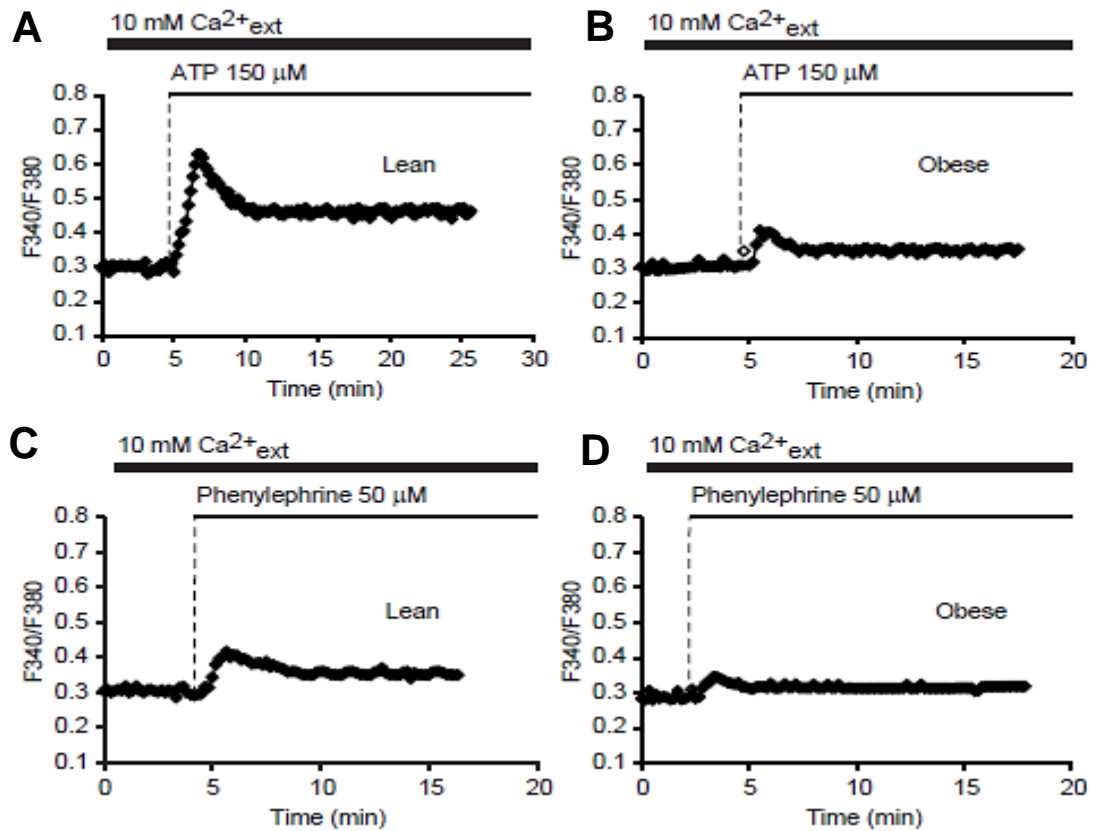 A
10 mM Ca2+ext
ATP 150 µM
0.8
0.7
0.6
0.5
0.4
0.3
0.2
0.1
F340/F380
Lean
0 5 10 15 20 25 30
Time (min)
B
10 mM Ca2+ext
ATP 150 µM
0.8
0.7
0.6
0.5
0.4
0.3
0.2
0.1
F340/F380
Obese
0 5 10 15 20
Time (min)
C
10 mM Ca2+ext
Phenylephrine 50 µM
0.8
0.7
0.6
0.5
0.4
0.3
0.2
0.1
F340/F380
Lean
0 5 10 15 20
Time (min)
D
10 mM Ca2+ext
Phenylephrine 50 µM
0.8
0.7
0.6
0.5
0.4
0.3
0.2
0.1
F340/F380
Obese
0 5 10 15 20
Time (min)